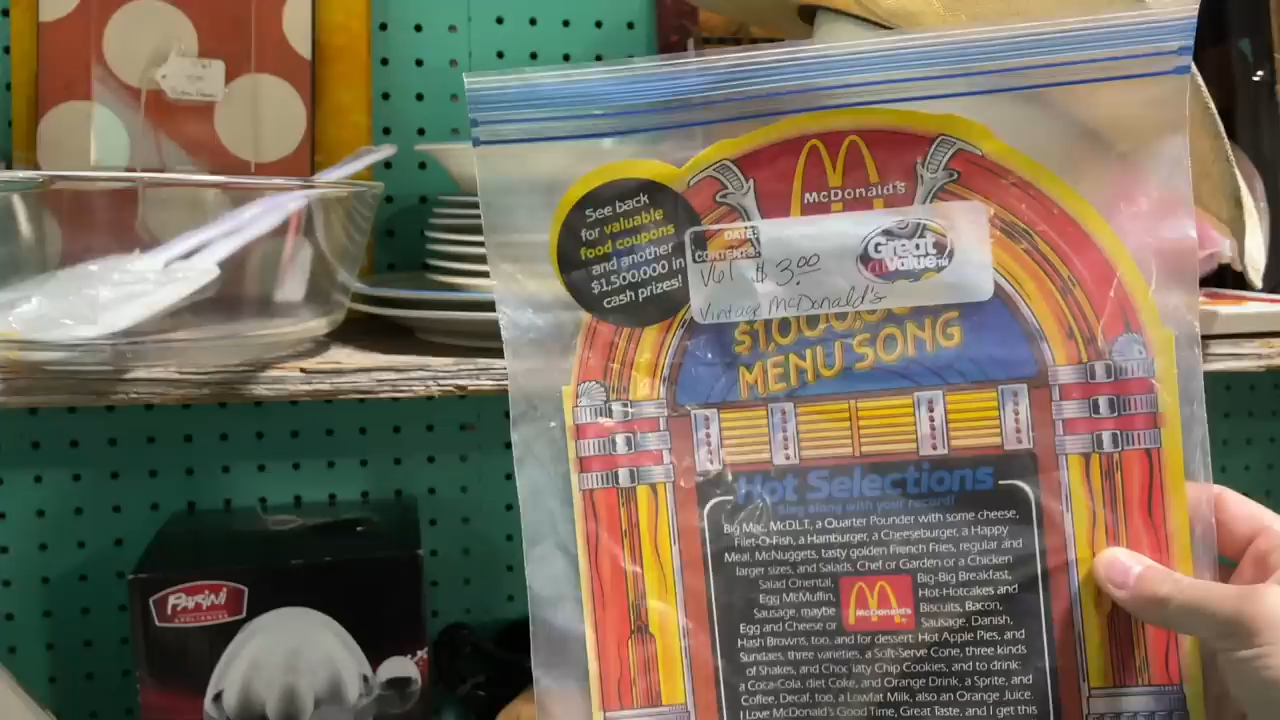 McDonald's
See back
for valuable
food coupons
and another
$1,500,000 in
cash prizes!
DATE:
CONTENTS:
Great
Value™
V61 $3.00
Vintage McDonald's
MENU SONG
Hot Selections
Sing along with your record!
Big Mac, McDLT, a Quarter Pounder with some cheese,
Filet-O-Fish, a Hamburger, a Cheeseburger, a Happy
Meal, McNuggets, tasty golden French Fries, regular and
larger sizes, and Salads, Chef or Garden or a Chicken
Salad Oriental,
Egg McMuffin,
Sausage, maybe
Egg and Cheese or
McDonald's
Big-Big Breakfast,
Hot-Hotcakes and
Biscuits, Bacon,
Sausage, Danish,
Hash Browns, too, and for dessert Hot Apple Pies, and
Sundaes, three varieties, a Soft-Serve Cone, three kinds
of Shakes, and Choc'laty Chip Cookies, and to drink:
a Coca-Cola, diet Coke, and Orange Drink, a Sprite, and
Coffee, Decaf, too, a Lowfat Milk, also an Orange Juice.
I Love McDonald's Good Time, Great Taste, and I get this
PARINI
APPLIANCES